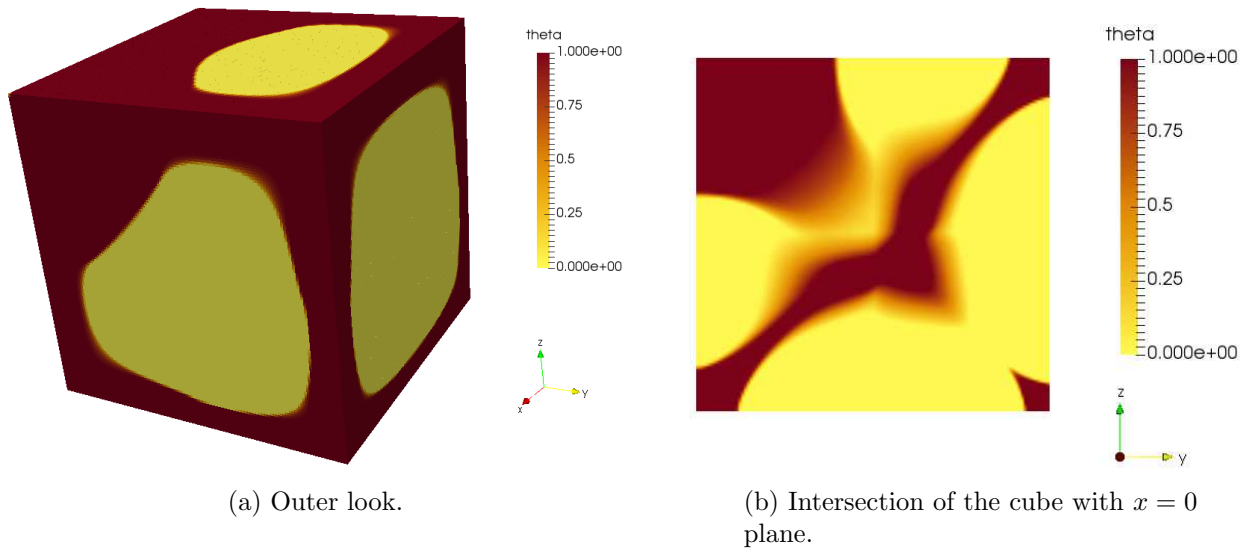 theta
1.000e+00
0.75
0.5
0.25
0.000e+00
z
y
x
(a) Outer look.
theta
1.000e+00
0.75
0.5
0.25
0.000e+00
z
y
(b) Intersection of the cube with x = 0
plane.